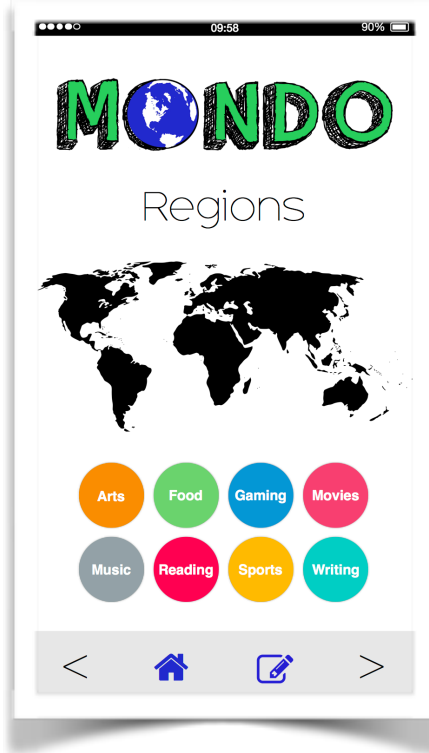 09:58 90%
MONDO
Regions
Arts Food Gaming Movies
Music Reading Sports Writing
< >